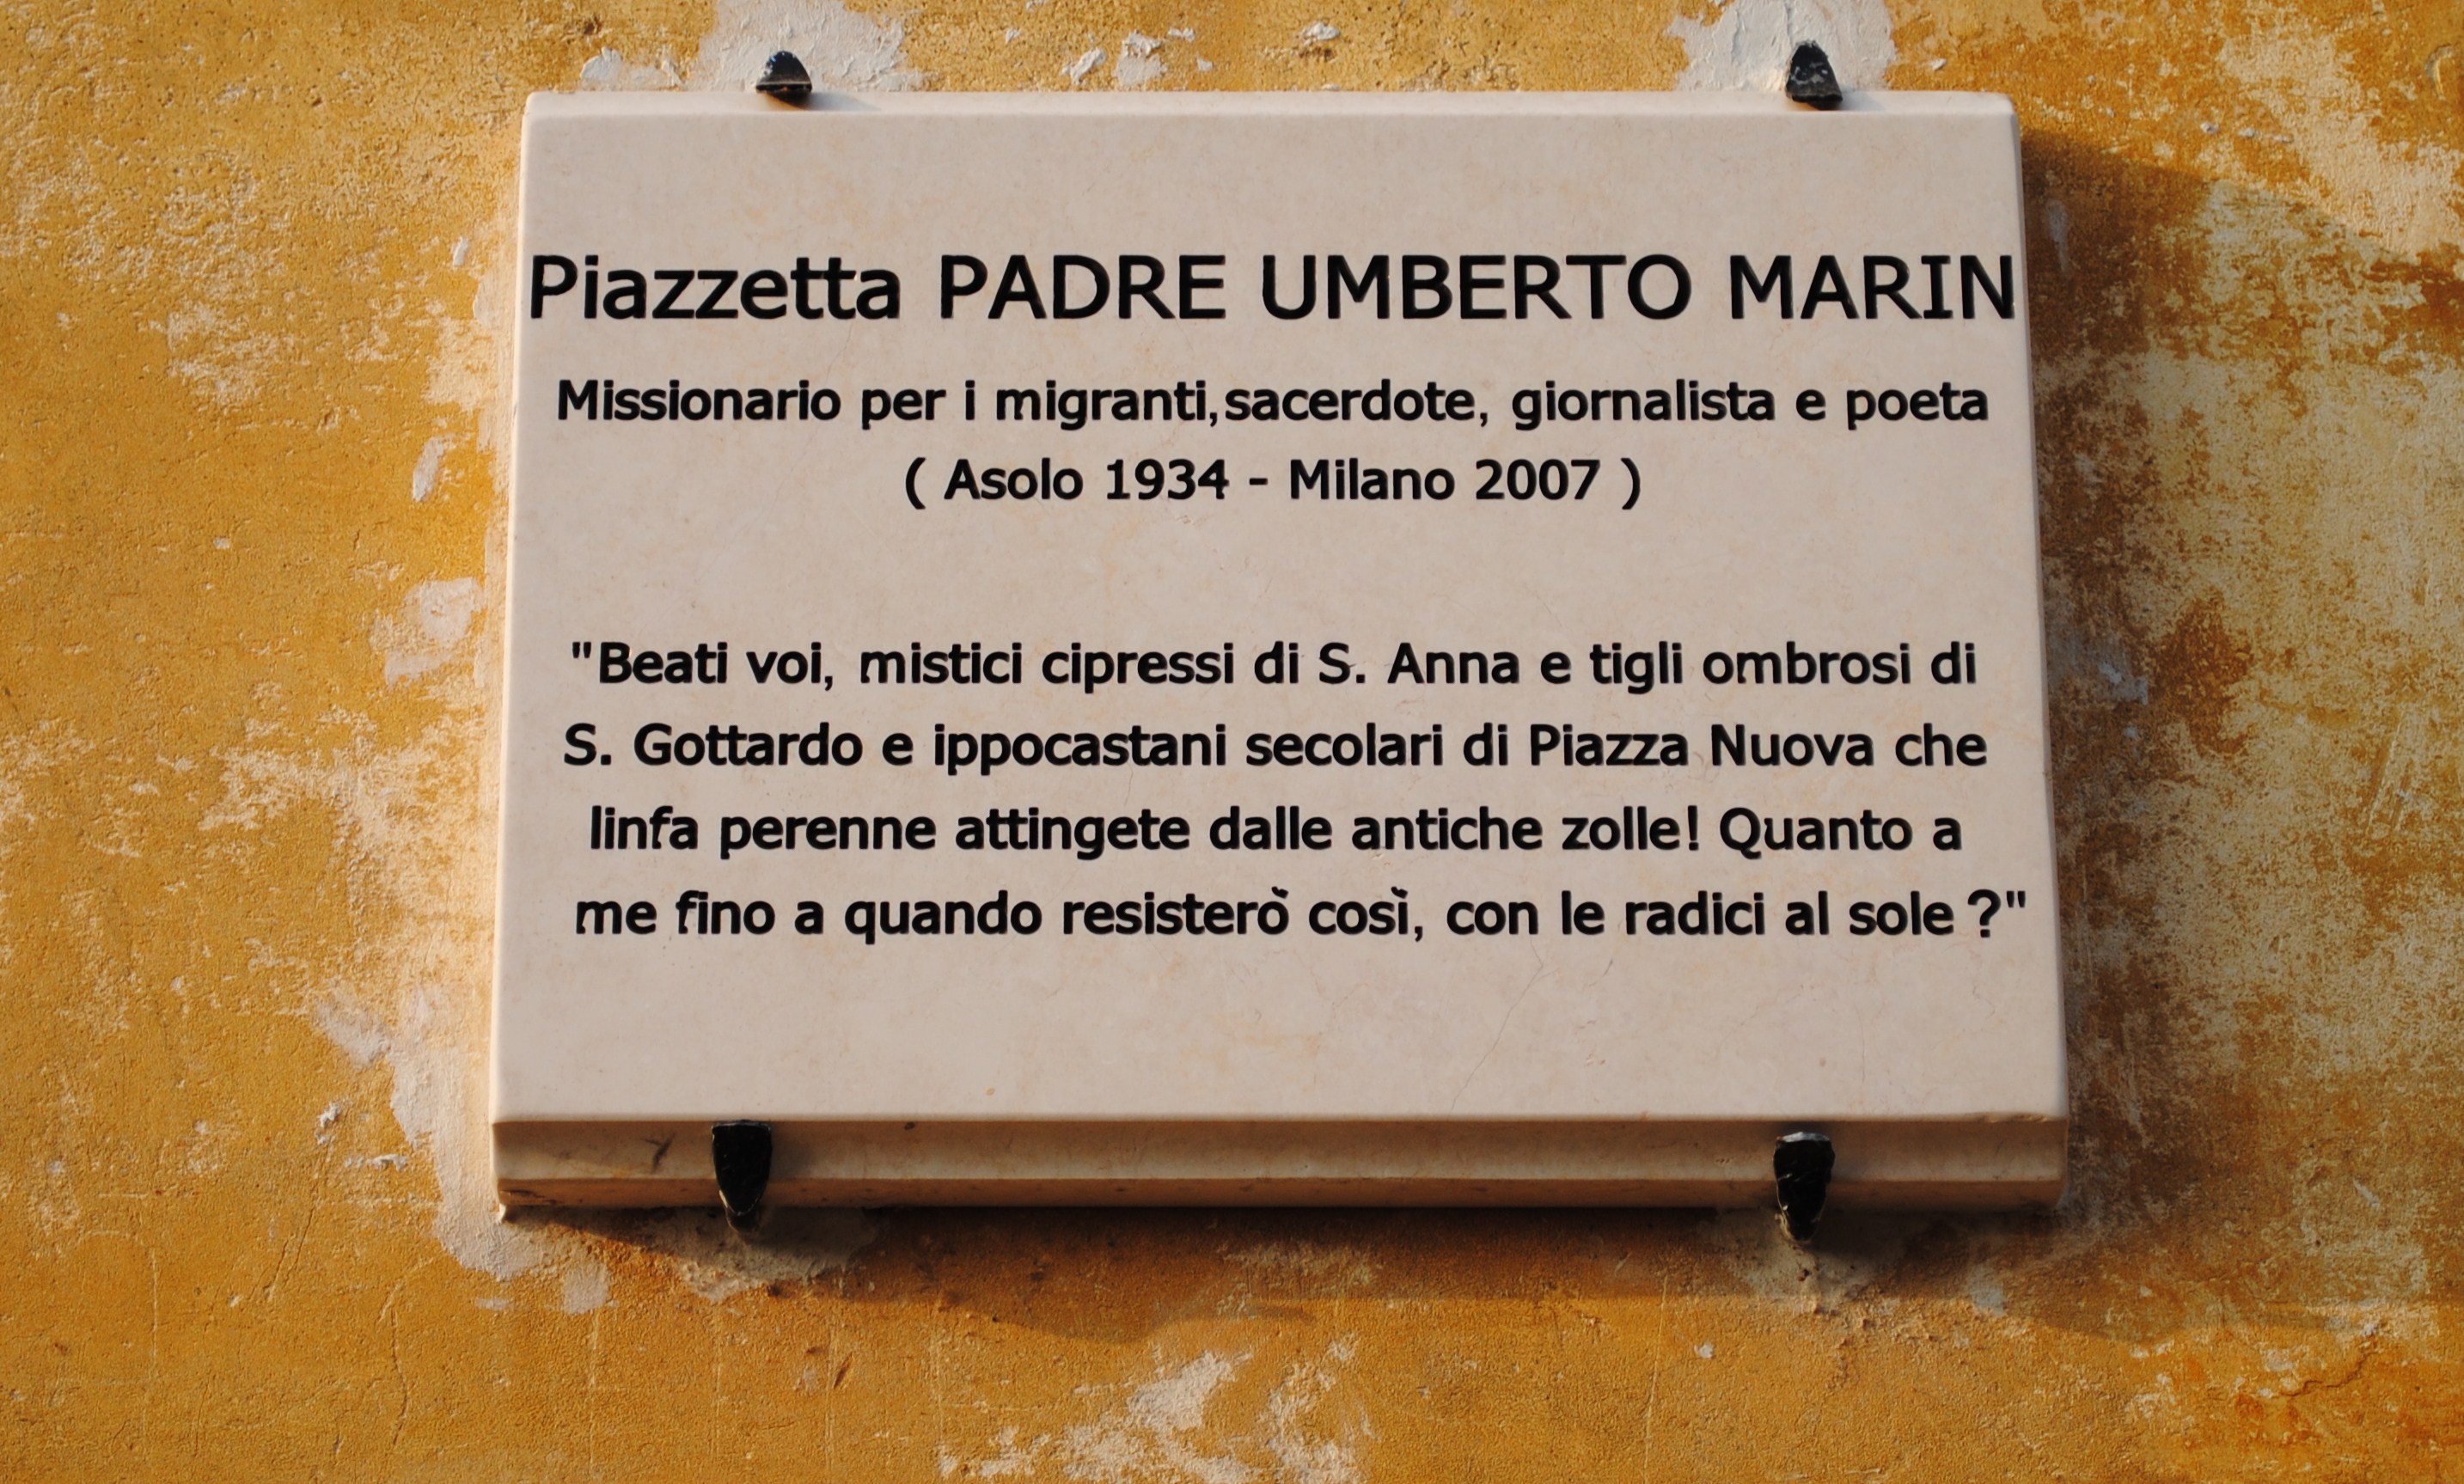 Piazzetta PADRE UMBERTO MARIN
Missionario per i migranti,sacerdote, giornalista e poeta
( Asolo 1934 - Milano 2007 )
"Beati voi, mistici cipressi di S. Anna e tigli ombrosi di
S. Gottardo e ippocastani secolari di Piazza Nuova che
linfa perenne attingete dalle antiche zolle! Quanto a
me fino a quando resisterò così, con le radici al sole ?"